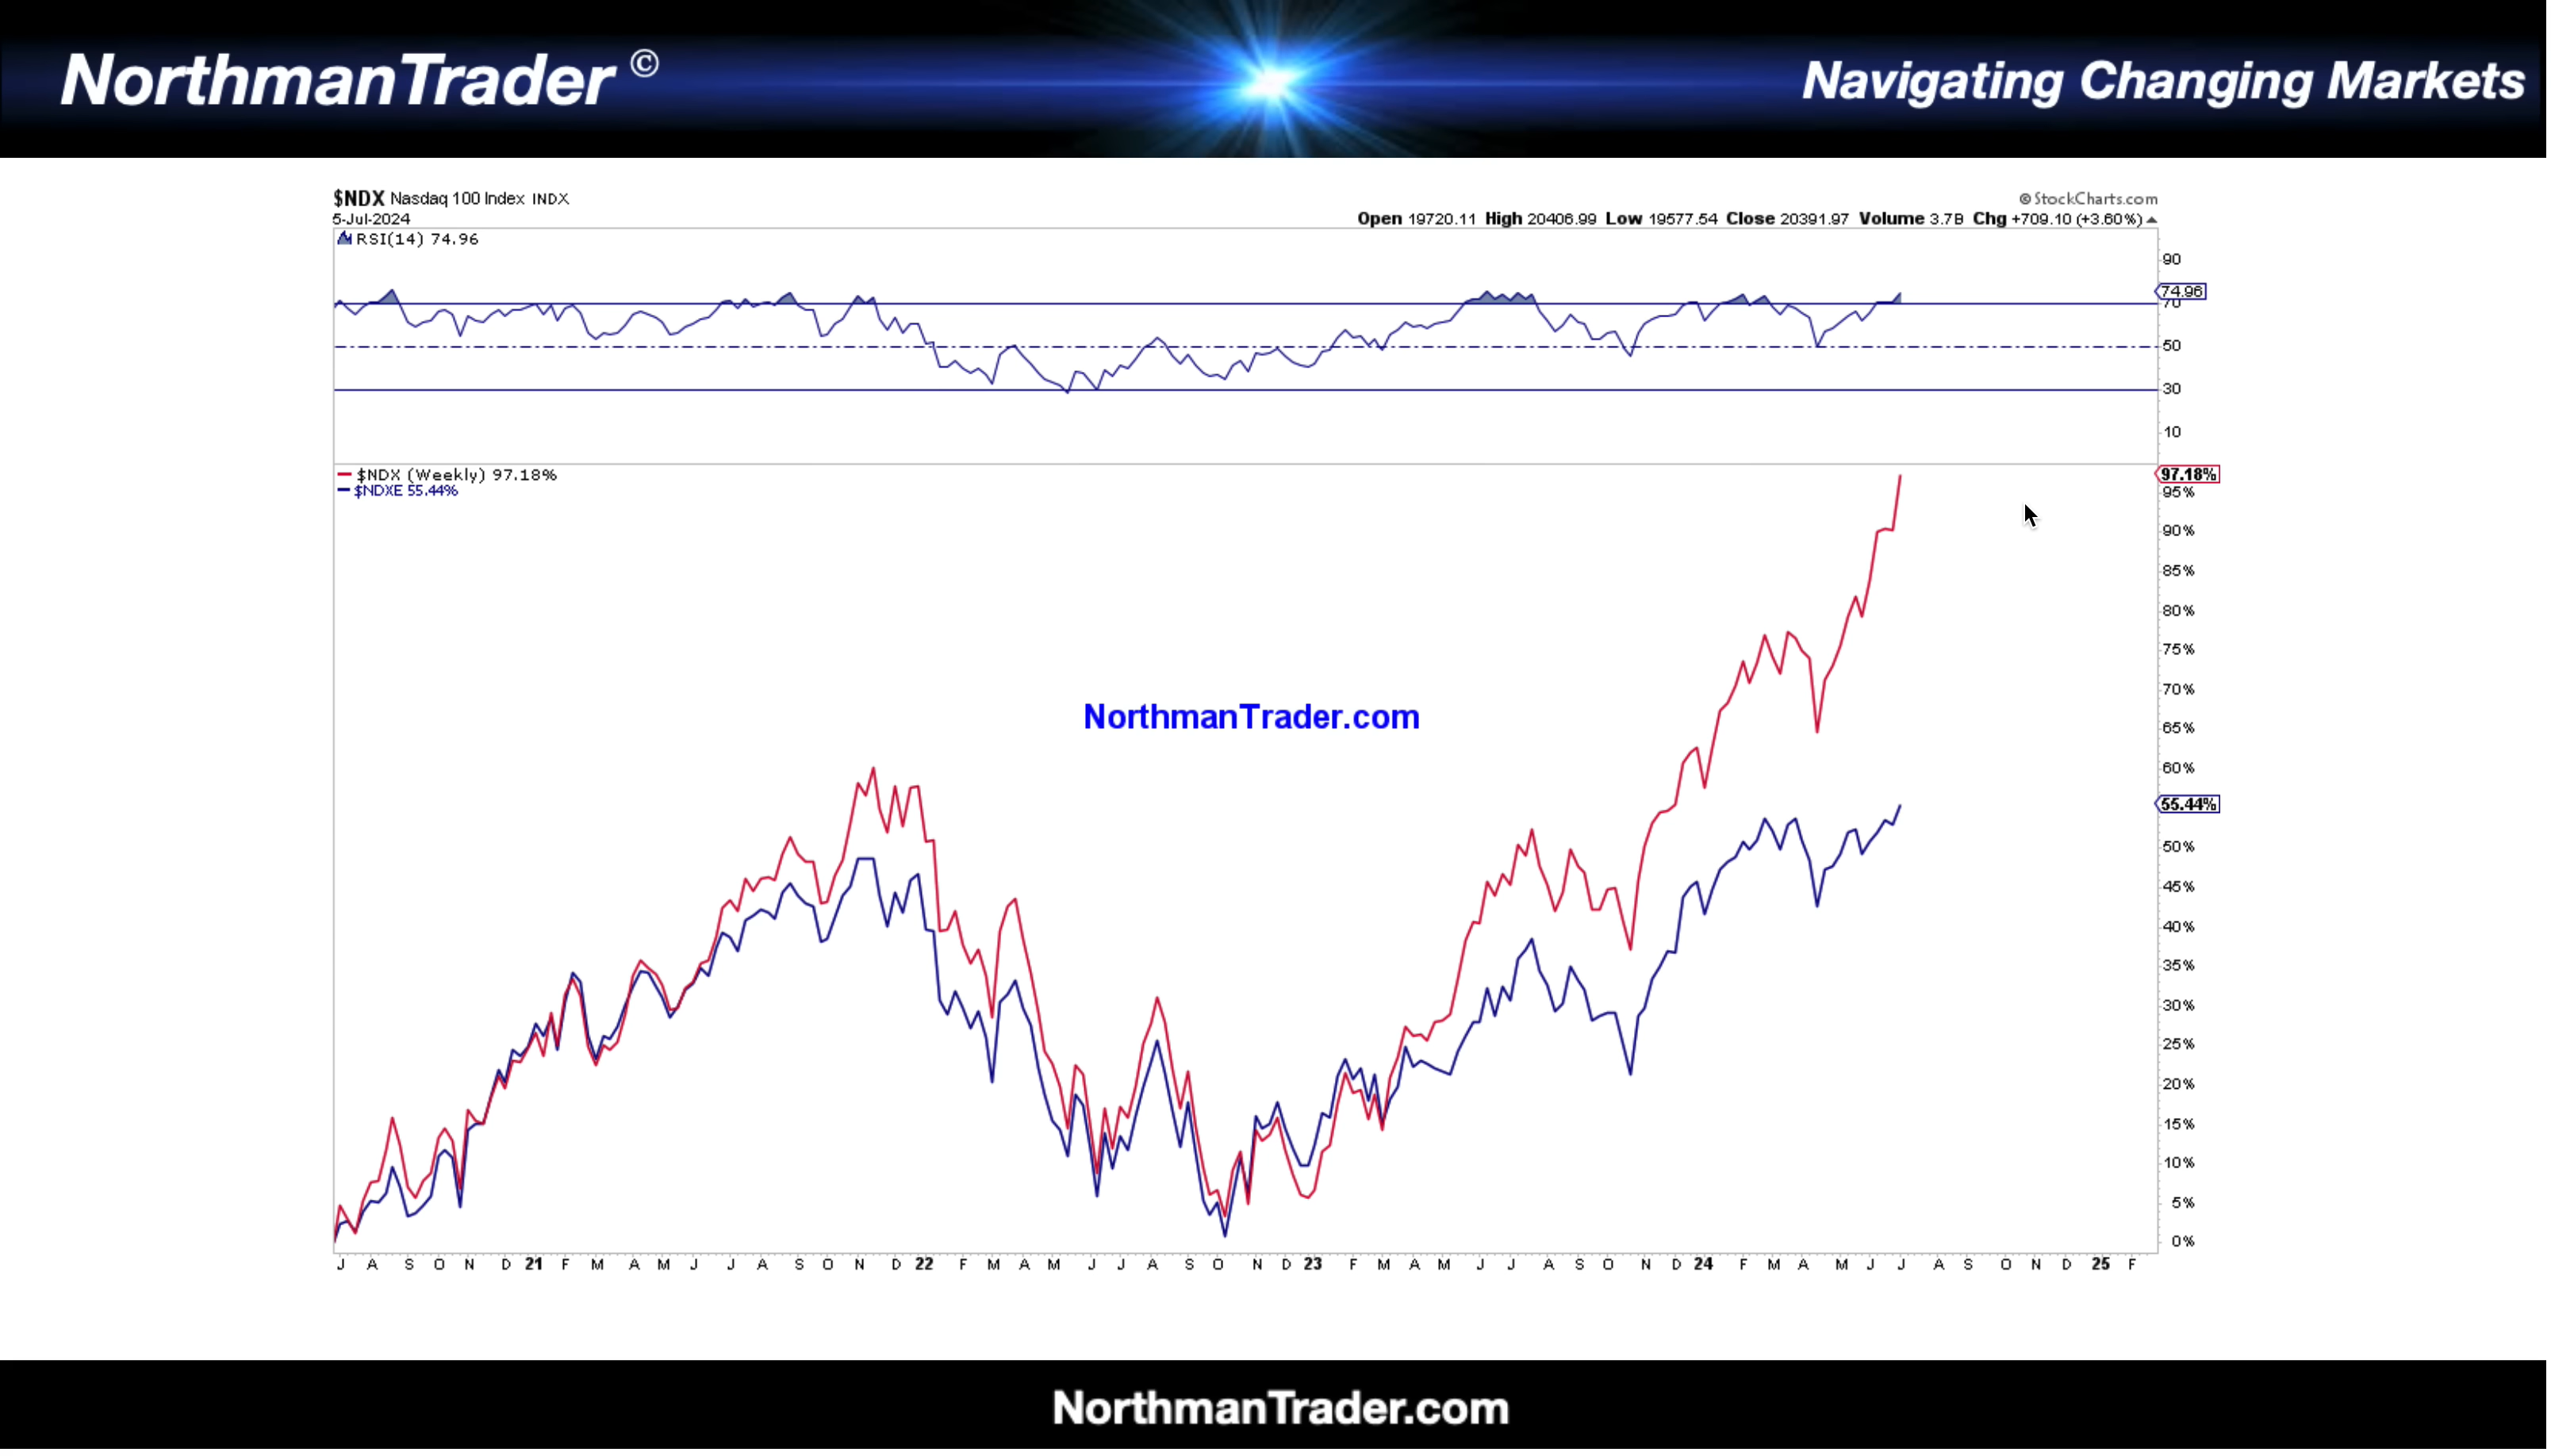 NorthmanTrader ©
Navigating Changing Markets
$NDX Nasdaq 100 Index INDX
© StockCharts.com
5-Jul-2024
Open 19720.11 High 20406.99 Low 19577.54 Close 20391.97 Volume 3.7B Chg +709.10 (+3.60%)
RSI(14) 74.96
90
74.96
70
50
30
10
$NDX (Weekly) 97.18%
$NDXE 55.44%
97.18%
95%
90%
85%
80%
75%
70%
65%
60%
55.44%
50%
45%
40%
35%
30%
25%
20%
15%
10%
5%
0%
NorthmanTrader.com
J A S O N D 21 F M A M J J A S O N D 22 F M A M J J A S O N D 23 F M A M J J A S O N D 24 F M A M J J A S O N D 25 F
NorthmanTrader.com